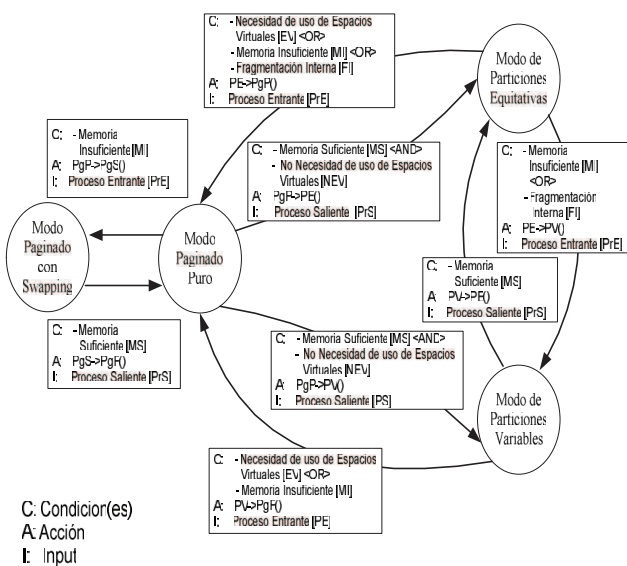 C: - Necesidad de uso de Espacios
Virtuales [EV] <OR>
- Memoria Insuficiente [MI] <OR>
- Fragmentación Interna [FI]
A: PE->PgP()
I: Proceso Entrante [PrE]
Modo de
Particiones
Equitativas
C: - Memoria
Insuficiente[MI]
A: PgP->PgS()
I: Proceso Entrante [PrE]
C: - Memoria Suficiente [MS] <AND>
- No Necesidad de uso de Espacios
Virtuales [NEV]
A: PgP->PE()
I: Proceso Saliente [PrS]
C: - Memoria
Insuficiente [MI]
<OR>
- Fragmentación
Interna [FI]
A: PE->PV()
I: Proceso Entrante [PrE]
Modo
Paginado
con
Swapping
Modo
Paginado
Puro
C: - Memoria
Suficiente [MS]
A: PV->PE()
I: Proceso Saliente [PrS]
C: - Memoria
Suficiente [MS]
A: PgS->PgP()
I: Proceso Saliente [PrS]
C: - Memoria Suficiente [MS] <AND>
- No Necesidad de uso de Espacios
Virtuales [NEV]
A: PgP->PV()
I: Proceso Saliente [PS]
Modo de
Particiones
Variables
C: - Necesidad de uso de Espacios
Virtuales [EV] <OR>
- Memoria Insuficiente [MI]
A: PV->PgP()
I: Proceso Entrante [PE]
C: Condicion(es)
A: Acción
I: Input